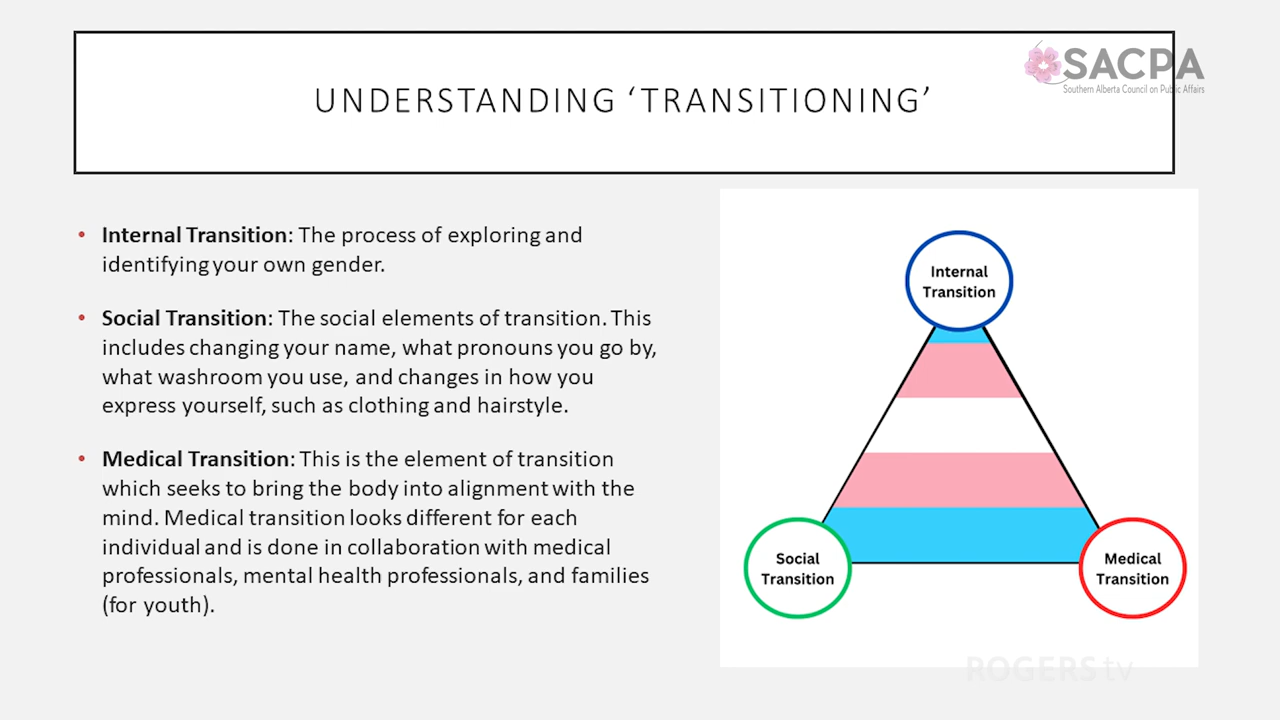 UNDERSTANDING ‘TRANSITIONING’
SACPA
Southern Alberta Council on Public Affairs
• Internal Transition: The process of exploring and
identifying your own gender.
• Social Transition: The social elements of transition. This
includes changing your name, what pronouns you go by,
what washroom you use, and changes in how you
express yourself, such as clothing and hairstyle.
• Medical Transition: This is the element of transition
which seeks to bring the body into alignment with the
mind. Medical transition looks different for each
individual and is done in collaboration with medical
professionals, mental health professionals, and families
(for youth).
Internal
Transition
Social
Transition
Medical
Transition
ROGERS tv